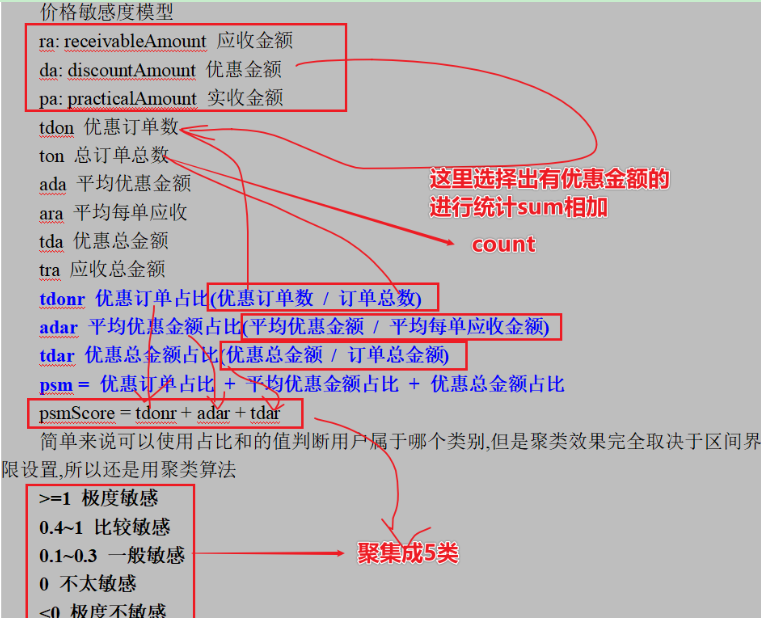 价格敏感度模型
ra: receivableAmount 应收金额
da: discountAmount 优惠金额
pa: practicalAmount 实收金额
tdon 优惠订单数
ton 总订单总数
ada 平均优惠金额
ara 平均每单应收
tda 优惠总金额
tra 应收总金额
这里选择出有优惠金额的
进行统计sum相加
count
tdonr 优惠订单占比(优惠订单数 / 订单总数)
adar 平均优惠金额占比(平均优惠金额 / 平均每单应收金额)
tdar 优惠总金额占比(优惠总金额 / 订单总金额)
psm = 优惠订单占比 + 平均优惠金额占比 + 优惠总金额占比
psmScore = tdonr + adar + tdar
简单来说可以使用占比和的值判断用户属于哪个类别,但是聚类效果完全取决于区间界
限设置,所以还是用聚类算法
>=1 极度敏感
0.4~1 比较敏感
0.1~0.3 一般敏感
0 不太敏感
<0 极度不敏感
聚集成5类